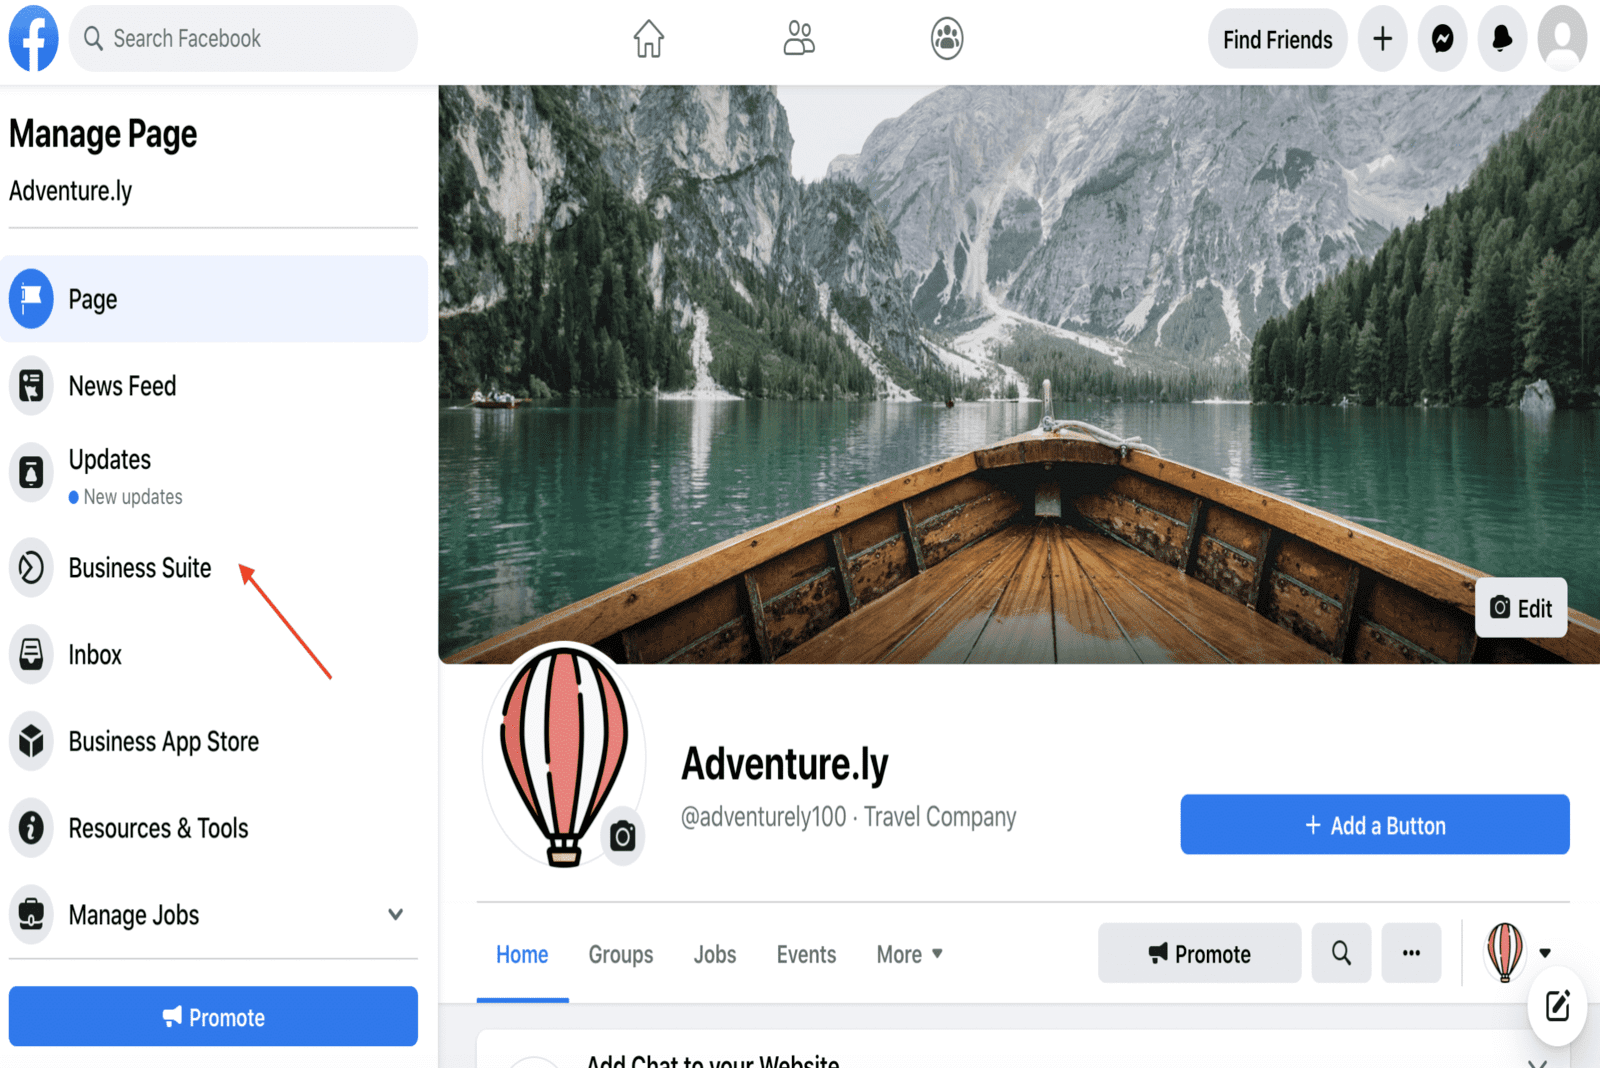 Search Facebook
Find Friends
Manage Page
Adventure.ly
Page
News Feed
Updates
New updates
Business Suite
Inbox
Business App Store
Resources & Tools
Manage Jobs
Promote
Edit
Adventure.ly
@adventurely100 · Travel Company
+ Add a Button
Home Groups Jobs Events More
Promote
Add Chat to your Website